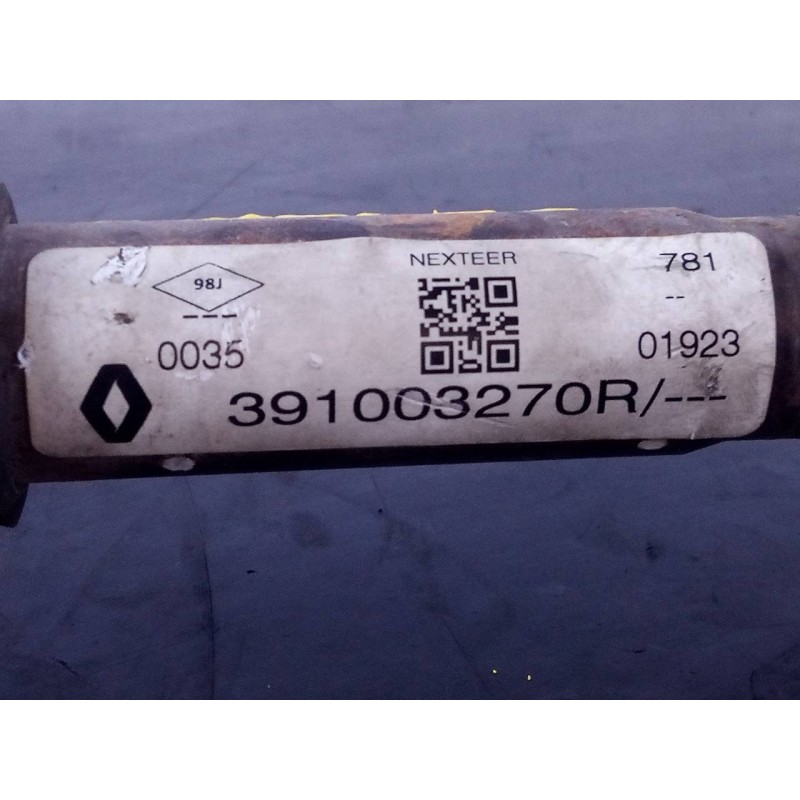 NEXTEER
781
98J
--
---
0035
01923
391003270R/---